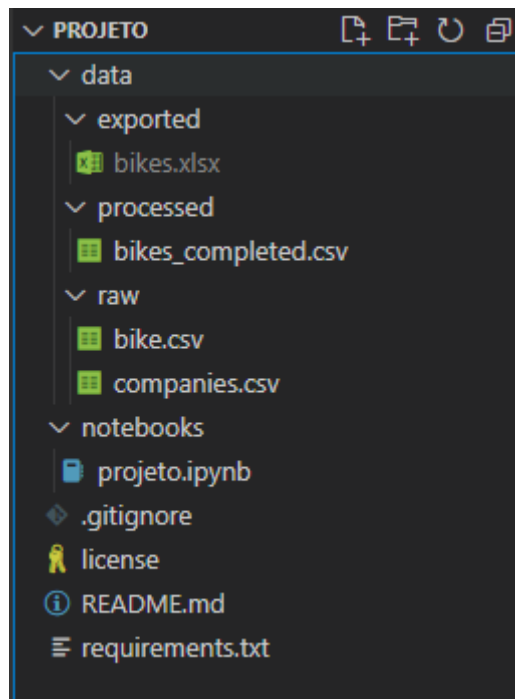 PROJETO
data
exported
bikes.xlsx
processed
bikes_completed.csv
raw
bike.csv
companies.csv
notebooks
projeto.ipynb
.gitignore
license
README.md
requirements.txt